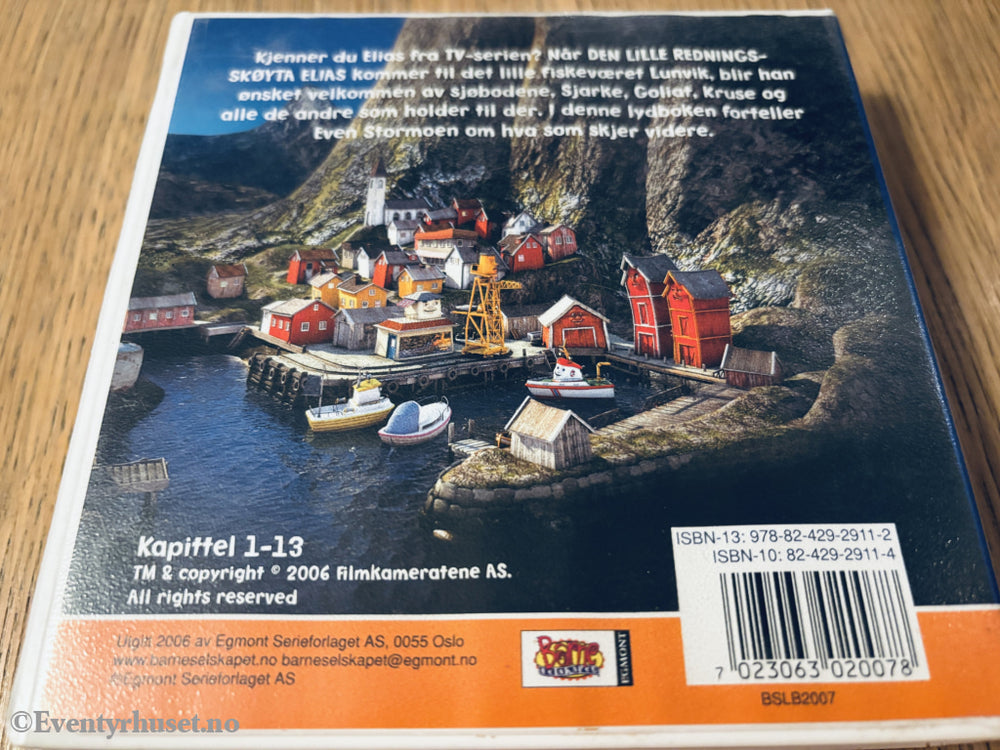 Kjenner du Elias fra TV-serien? Når DEN LILLE REDNINGS-
SKØYTA ELIAS kommer til det lille fiskeværet Lunvik, blir han
ønsket velkommen av sjøbodene, Sjarke, Goliat, Kruse og
alle de andre som holder til der. I denne lydboken forteller
Even Stormoen om hva som skjer videre.
Kapittel 1-13
TM & copyright © 2006 Filmkameratene AS.
All rights reserved
ISBN-13: 978-82-429-2911-2
ISBN-10: 82-429-2911-4
7 023063 020078
BSLB2007
Utgitt 2006 av Egmont Serieforlaget AS, 0055 Oslo
www.barneselskapet.no barneselskapet@egmont.no
©Egmont Serieforlaget AS
Barne
selskapet
EGMONT
©Eventyrhuset.no